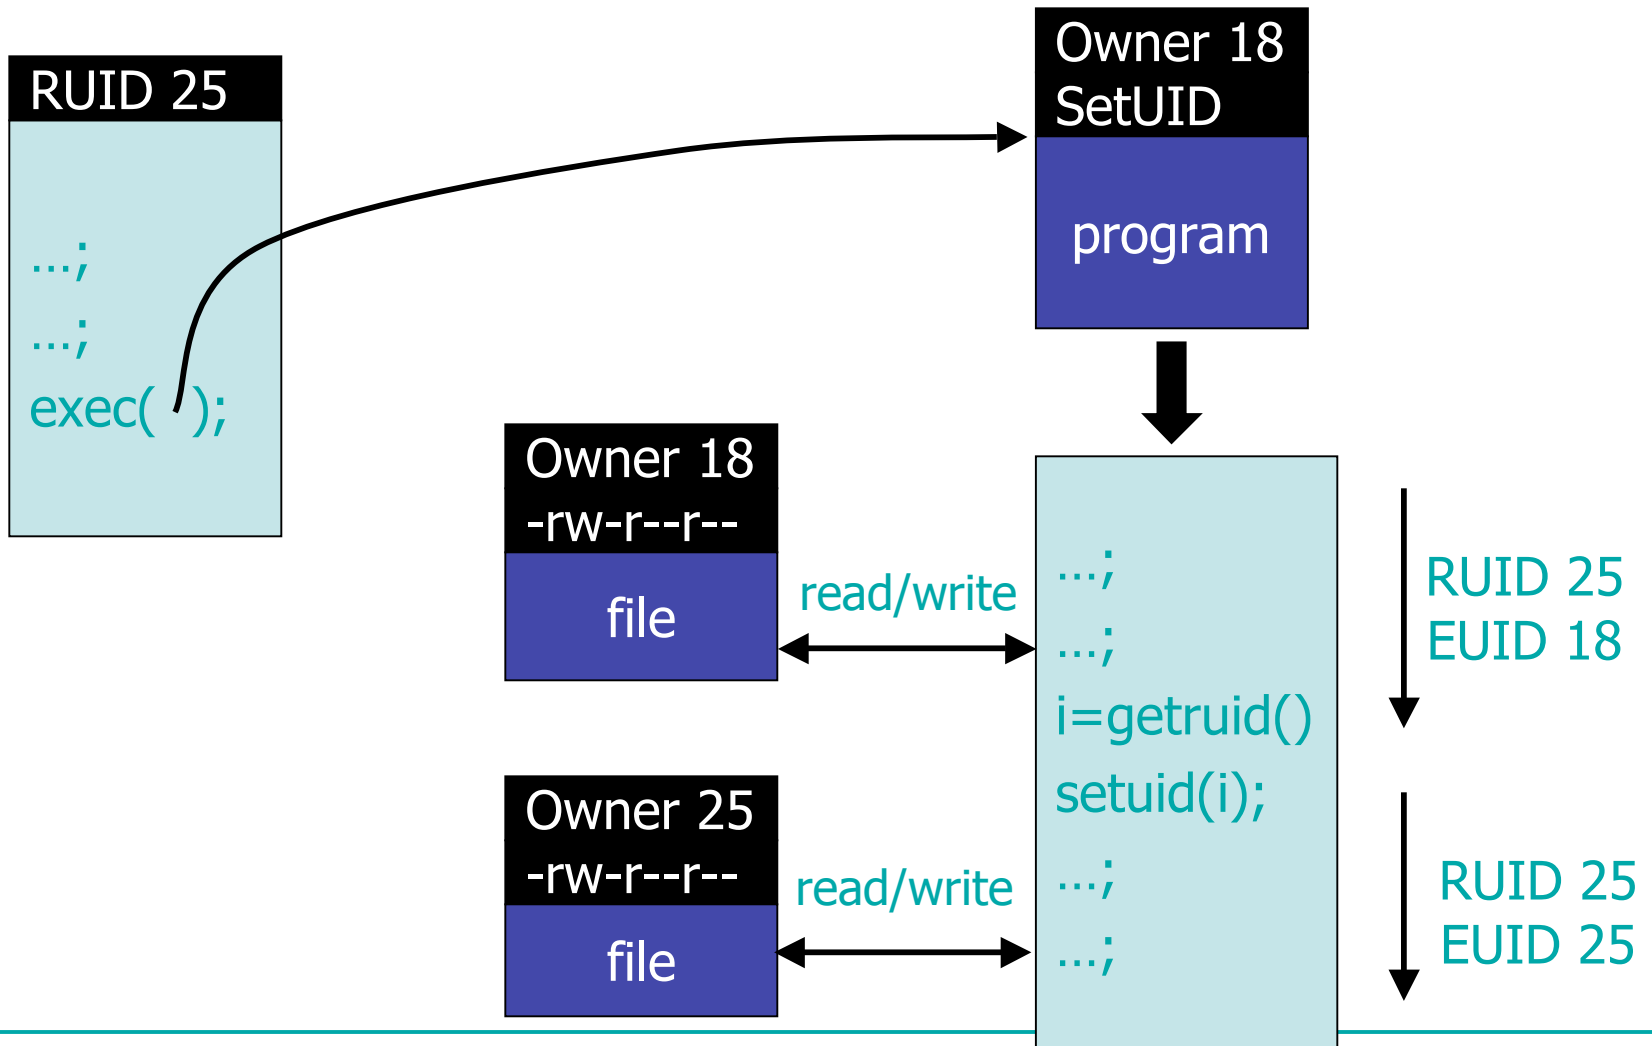 RUID 25
…;
…;
exec( );
Owner 18
SetUID
program
Owner 18
-rw-r--r--
file
read/write
Owner 25
-rw-r--r--
file
read/write
…;
…;
i=getruid()
setuid(i);
…;
…;
RUID 25
EUID 18
RUID 25
EUID 25